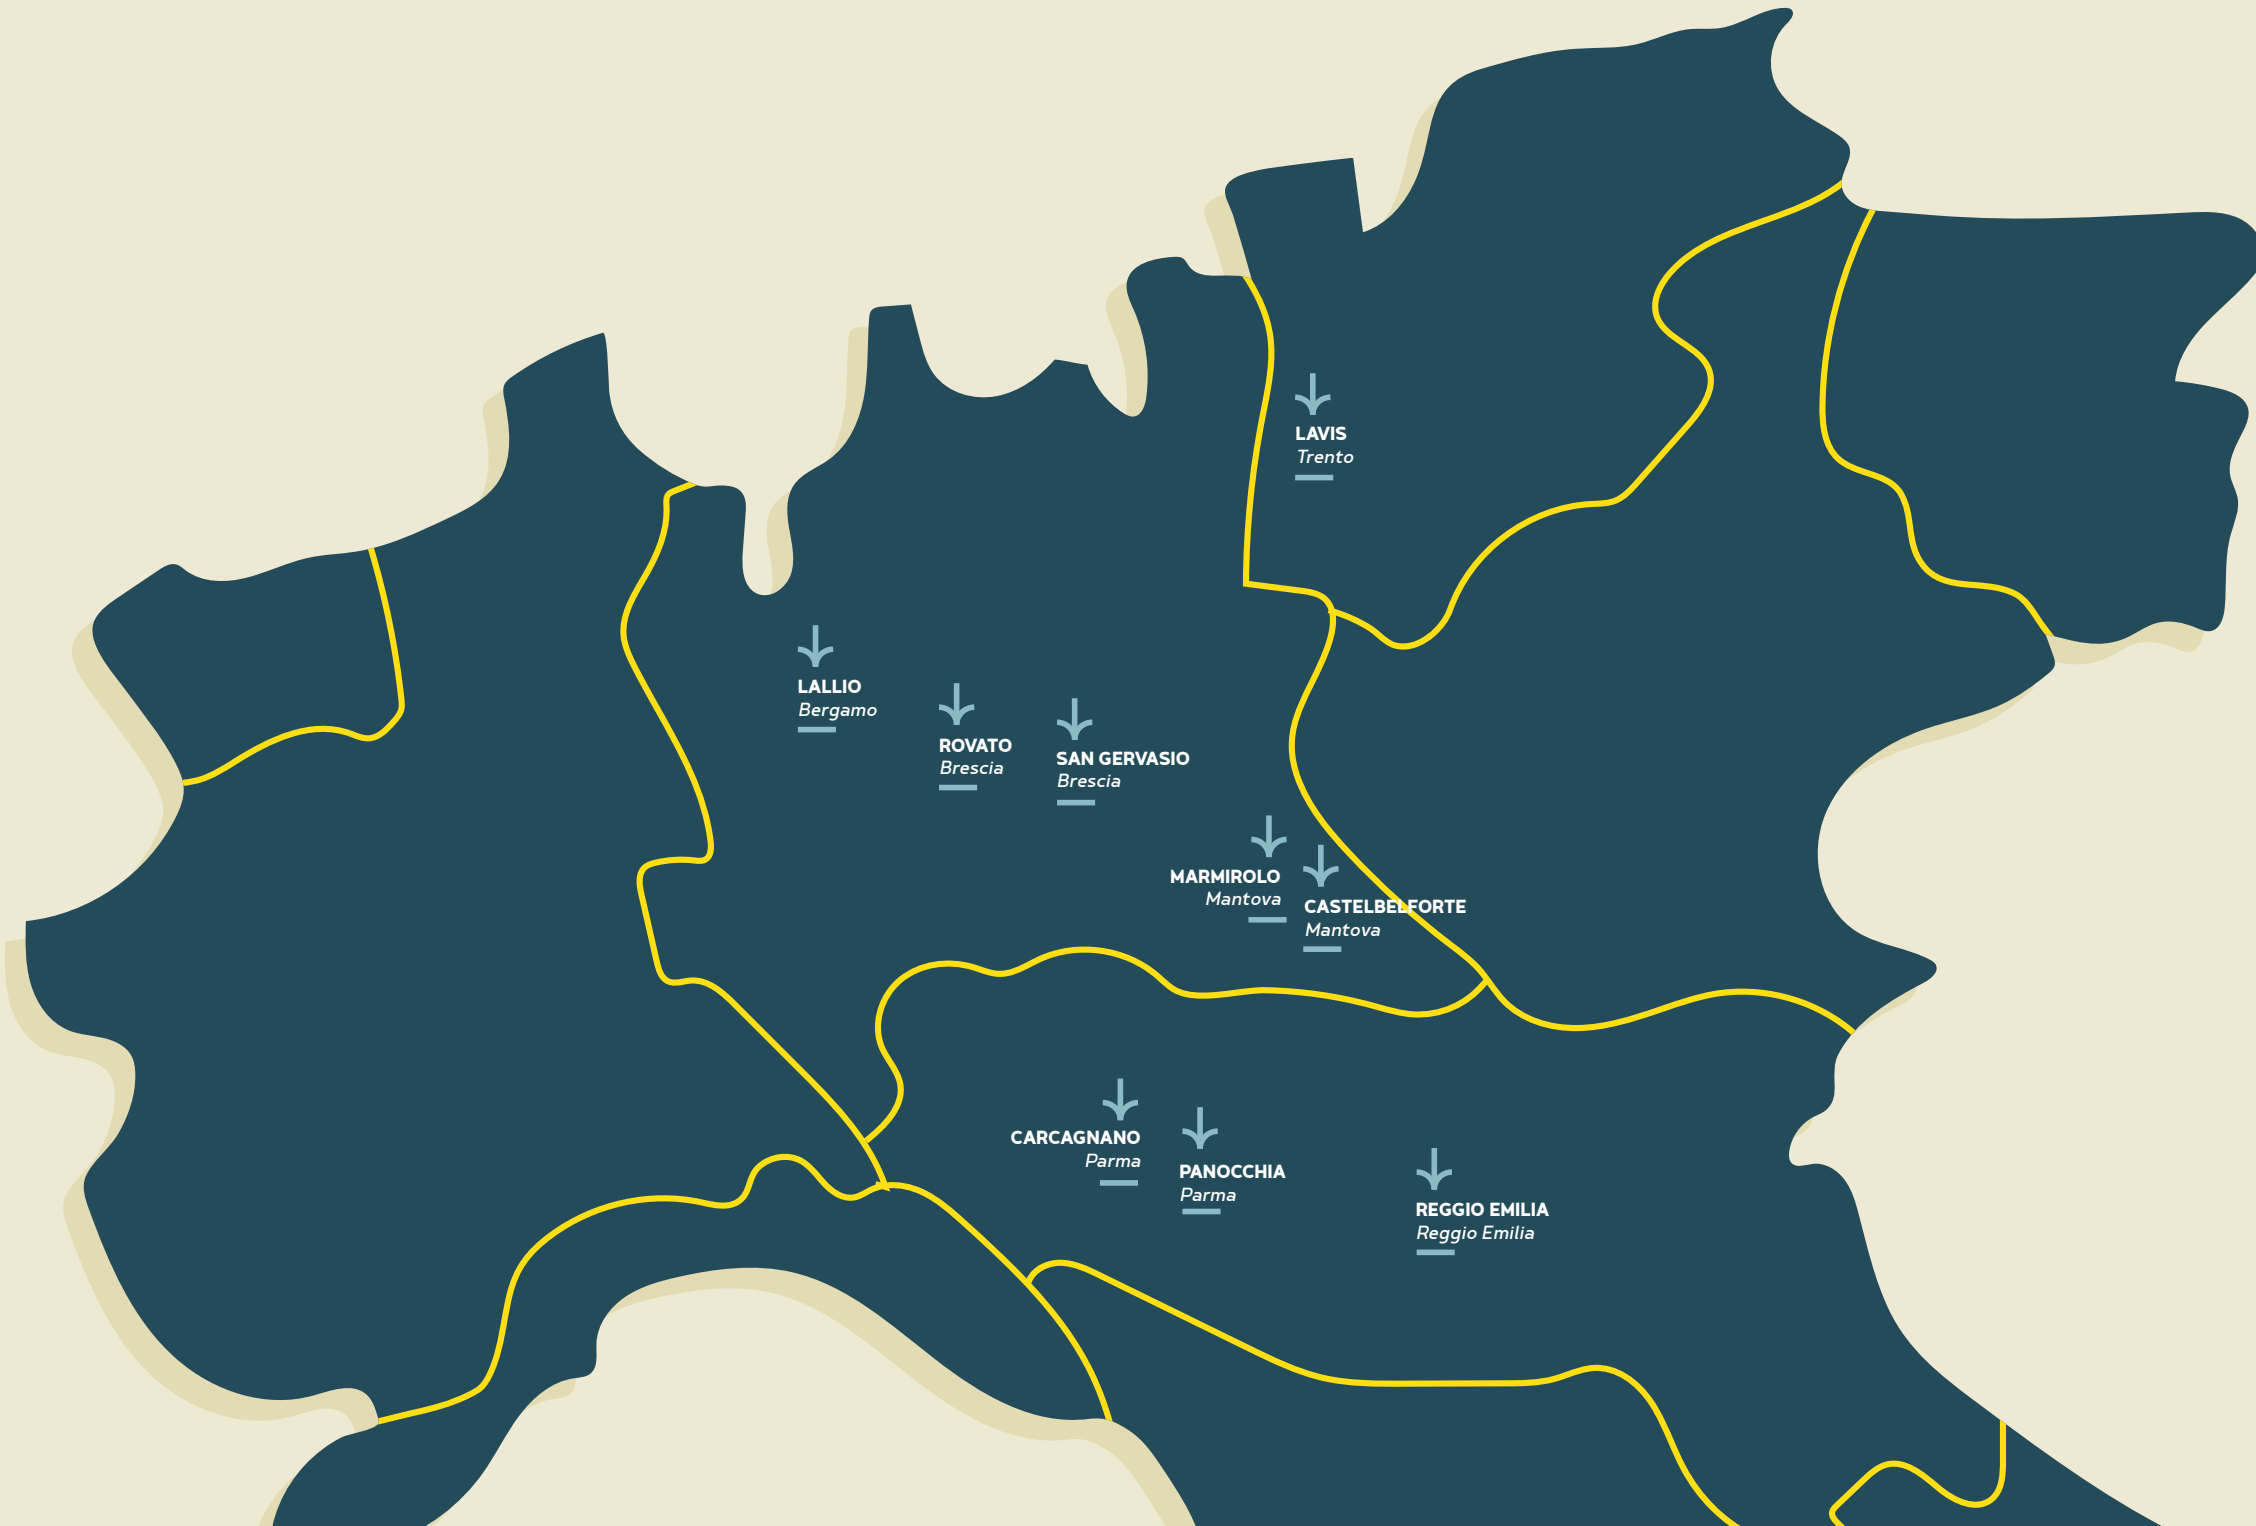 LAVIS
Trento
LALLIO
Bergamo
ROVATO
Brescia
SAN GERVASIO
Brescia
MARMIROLO
Mantova
CASTELBELFORTE
Mantova
CARCAGNANO
Parma
PANOCCHIA
Parma
REGGIO EMILIA
Reggio Emilia